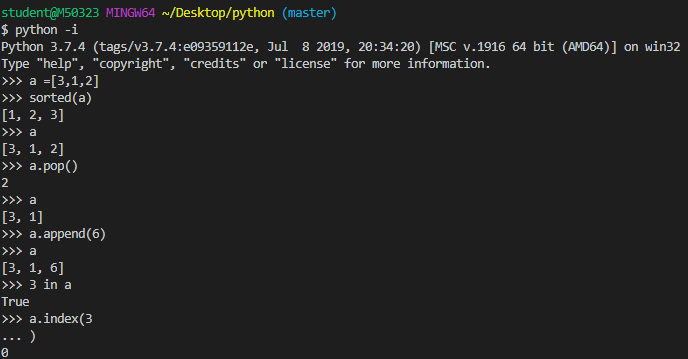 student@M50323 MINGW64 ~/Desktop/python (master)
$ python -i
Python 3.7.4 (tags/v3.7.4:e09359112e, Jul  8 2019, 20:34:20) [MSC v.1916 64 bit (AMD64)] on win32
Type "help", "copyright", "credits" or "license" for more information.
>>> a =[3,1,2]
>>> sorted(a)
[1, 2, 3]
>>> a
[3, 1, 2]
>>> a.pop()
2
>>> a
[3, 1]
>>> a.append(6)
>>> a
[3, 1, 6]
>>> 3 in a
True
>>> a.index(3
... )
0